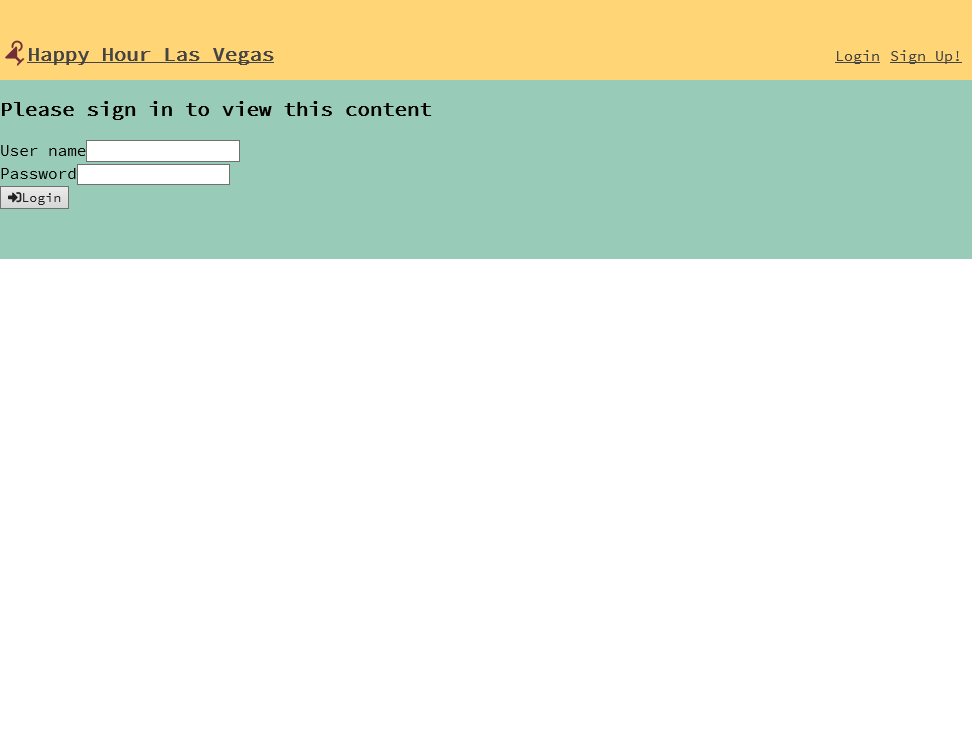 Happy Hour Las Vegas
Login Sign Up!
Please sign in to view this content
User name
Password
Login